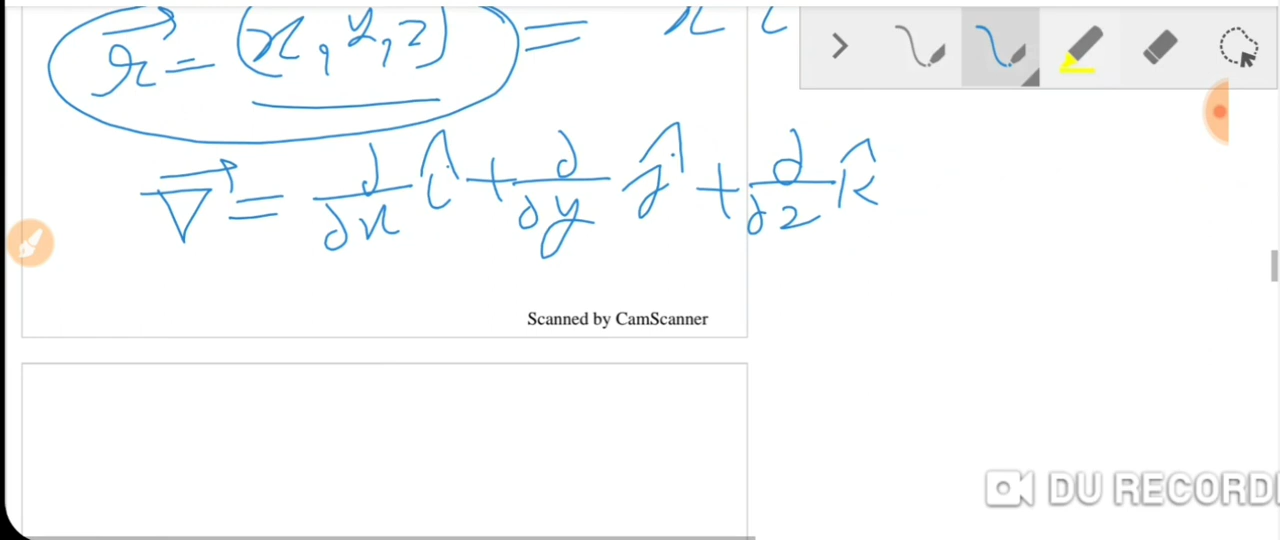 r⃗ = (x, y, z) = x i
∇⃗ = ∂/∂x î + ∂/∂y ĵ + ∂/∂z k̂
Scanned by CamScanner
DU RECORD